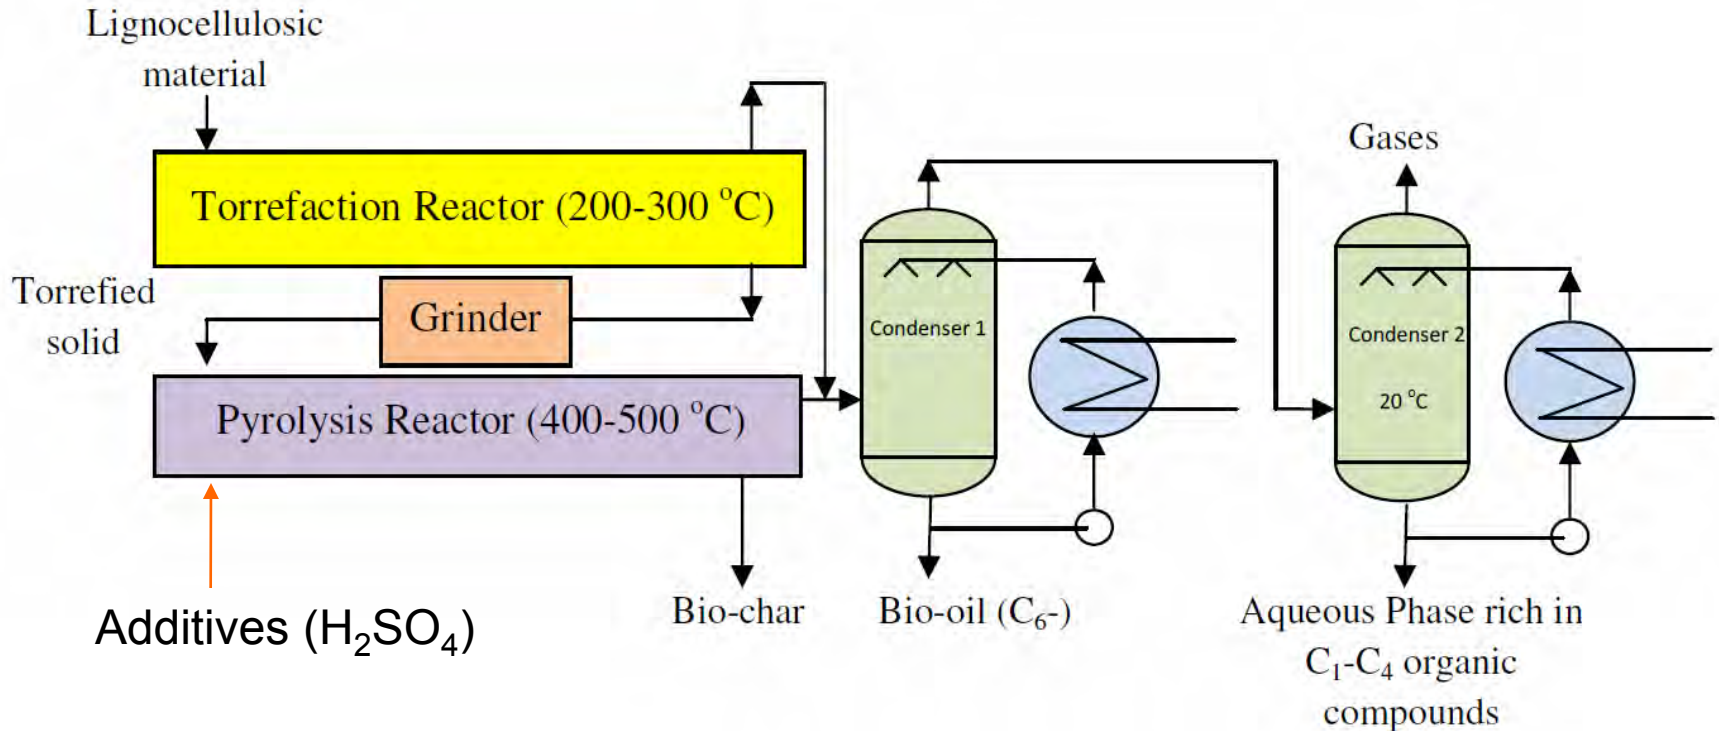 Lignocellulosic
material
Torrefaction Reactor (200-300 °C)
Torrefied
solid
Grinder
Pyrolysis Reactor (400-500 °C)
Additives (H₂SO₄)
Bio-char
Condenser 1
Bio-oil (C₆-)
Gases
Condenser 2
20 °C
Aqueous Phase rich in
C₁-C₄ organic
compounds